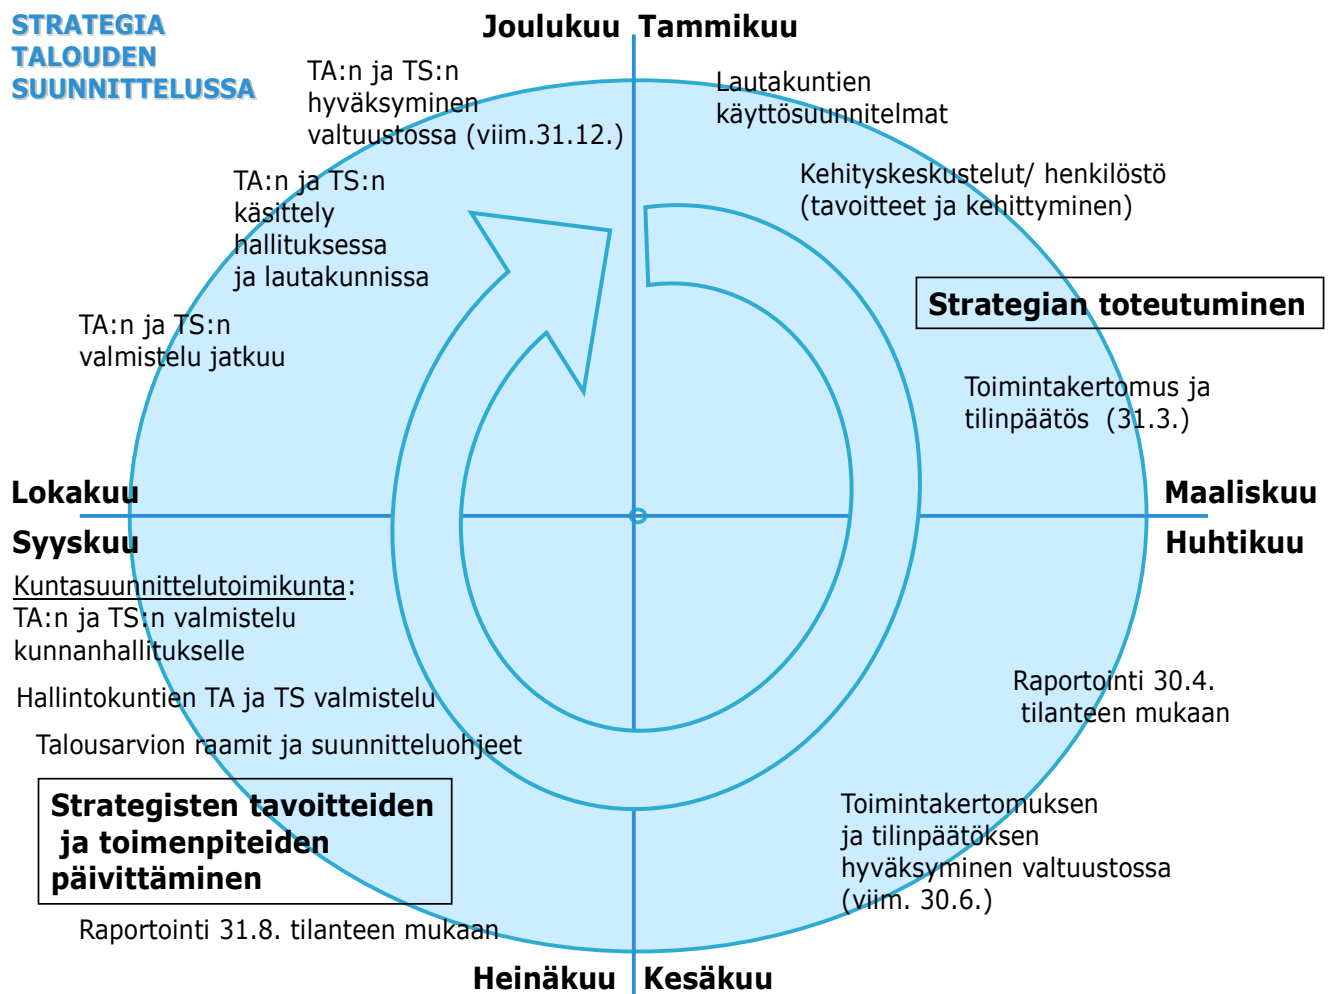 STRATEGIA
TALOUDEN
SUUNNITTELUSSA
Joulukuu
Tammikuu
TA:n ja TS:n
hyväksyminen
valtuustossa (viim.31.12.)
Lautakuntien
käyttösuunnitelmat
TA:n ja TS:n
käsittely
hallituksessa
ja lautakunnissa
Kehityskeskustelut/ henkilöstö
(tavoitteet ja kehittyminen)
Strategian toteutuminen
TA:n ja TS:n
valmistelu jatkuu
Toimintakertomus ja
tilinpäätös (31.3.)
Lokakuu
Maaliskuu
Syyskuu
Huhtikuu
Kuntasuunnittelutoimikunta:
TA:n ja TS:n valmistelu
kunnanhallitukselle
Hallintokuntien TA ja TS valmistelu
Raportointi 30.4.
tilanteen mukaan
Talousarvion raamit ja suunnitteluohjeet
Strategisten tavoitteiden
ja toimenpiteiden
päivittäminen
Toimintakertomuksen
ja tilinpäätöksen
hyväksyminen valtuustossa
(viim. 30.6.)
Raportointi 31.8. tilanteen mukaan
Heinäkuu
Kesäkuu